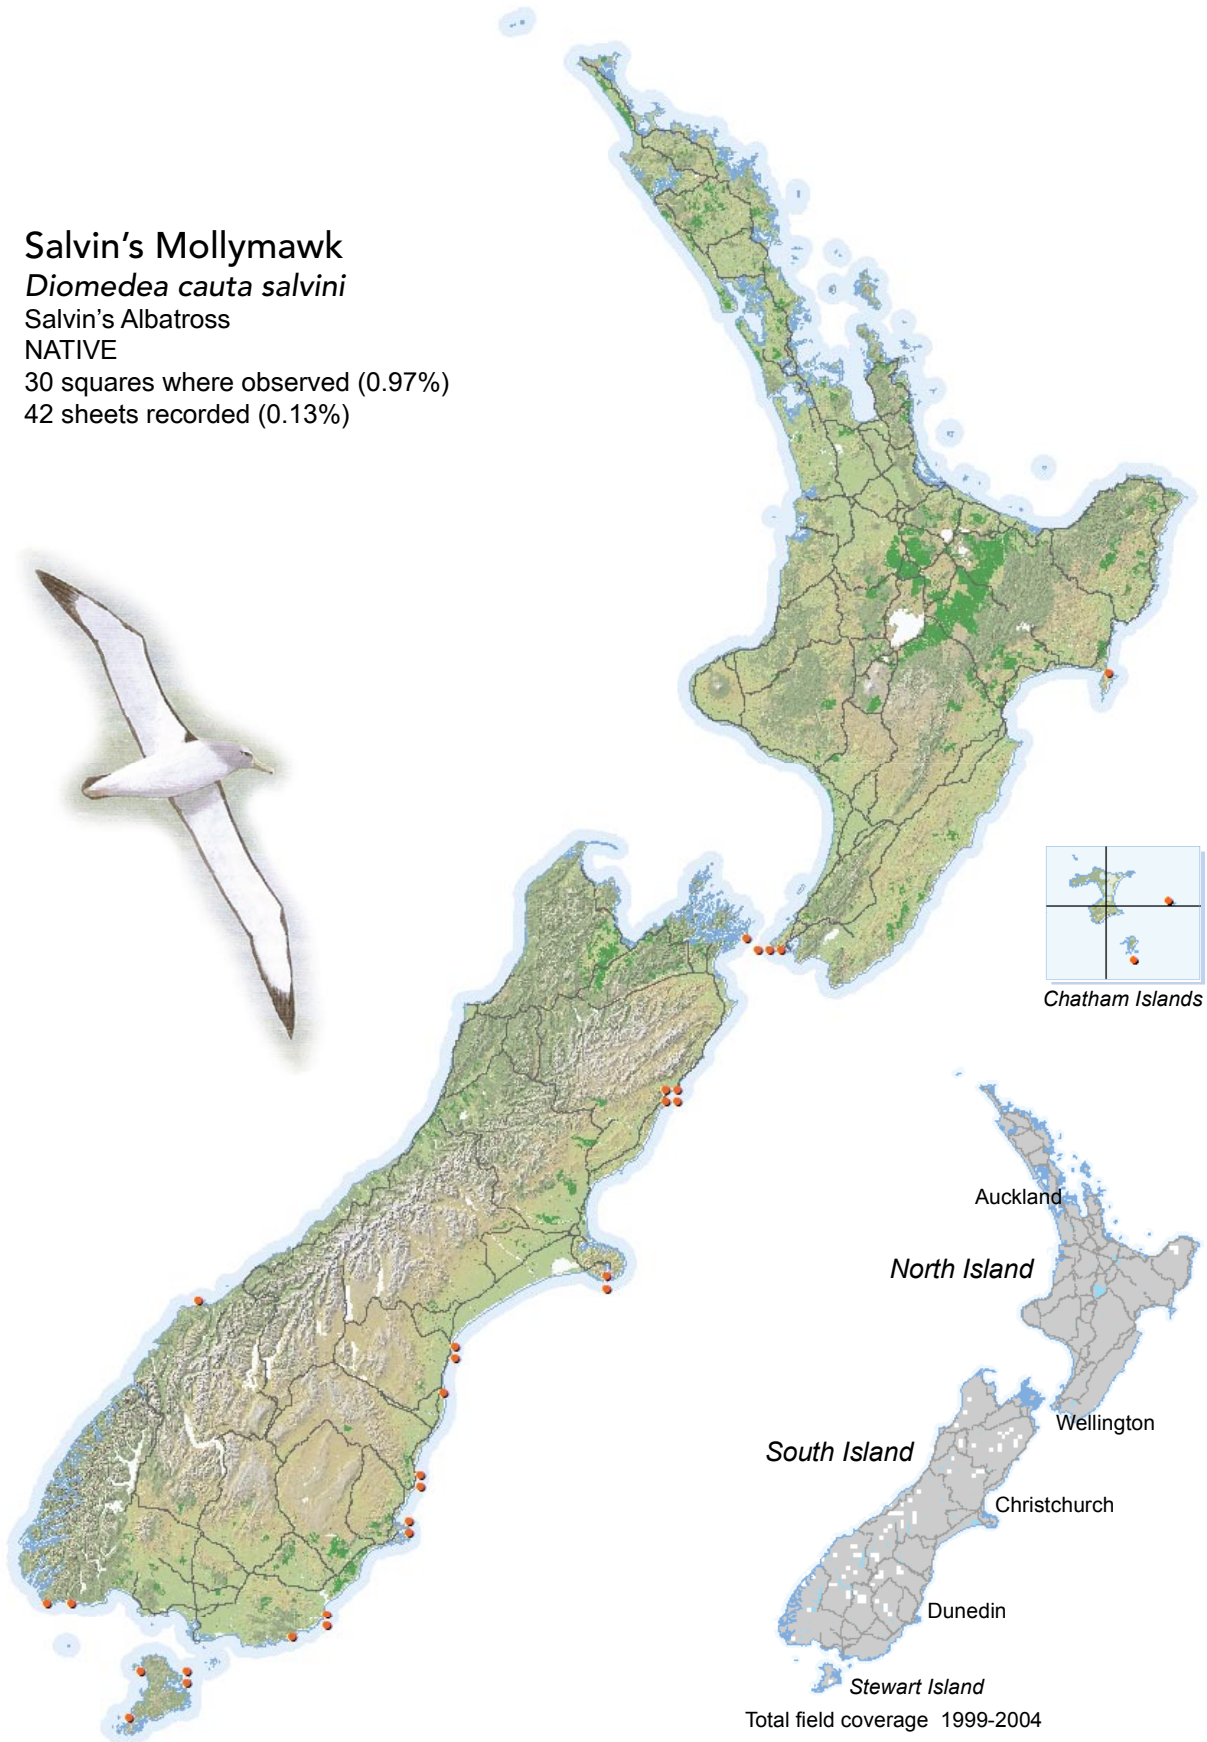 Salvin's Mollymawk
Diomedea cauta salvini
Salvin's Albatross
NATIVE
30 squares where observed (0.97%)
42 sheets recorded (0.13%)
Chatham Islands
Auckland
North Island
Wellington
South Island
Christchurch
Dunedin
Stewart Island
Total field coverage 1999-2004